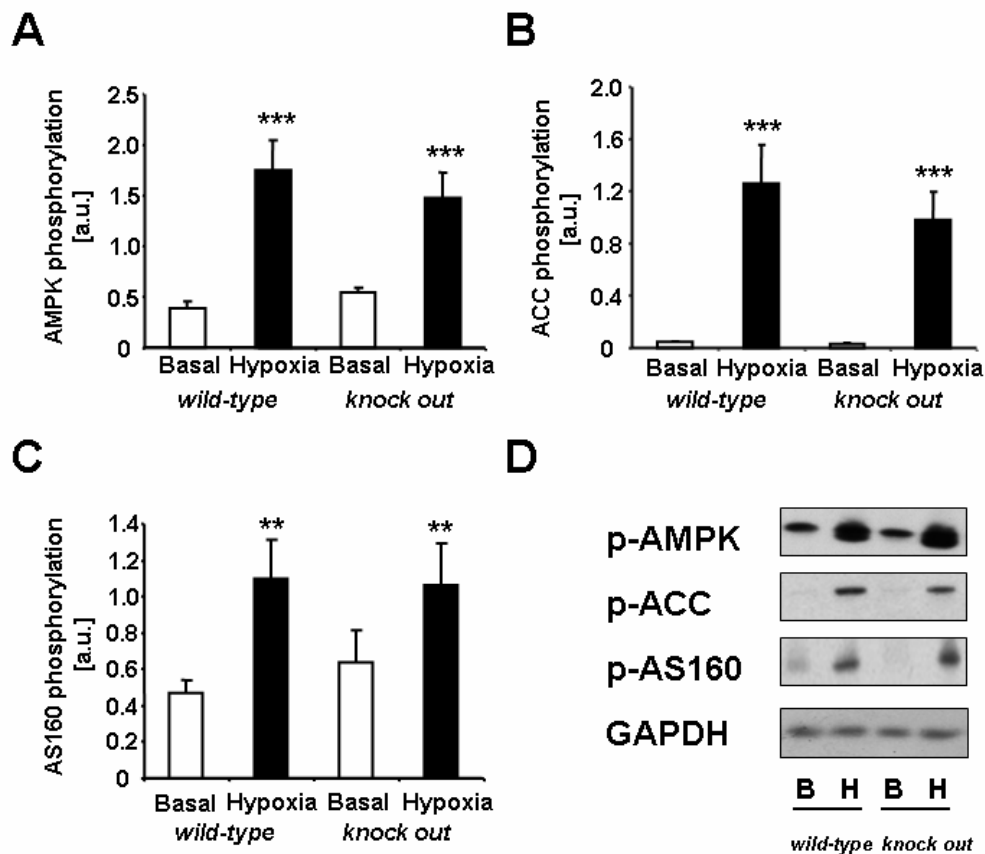 A
AMPK phosphorylation
[a.u.]
2.5
2.0
1.5
1.0
0.5
0
***
***
Basal Hypoxia Basal Hypoxia
wild-type knock out
B
ACC phosphorylation
[a.u.]
2.0
1.6
1.2
0.8
0.4
0
***
***
Basal Hypoxia Basal Hypoxia
wild-type knock out
C
AS160 phosphorylation
[a.u.]
1.4
1.2
1.0
0.8
0.6
0.4
0.2
0
**
**
Basal Hypoxia Basal Hypoxia
wild-type knock out
D
p-AMPK
p-ACC
p-AS160
GAPDH
B H B H
wild-type knock out